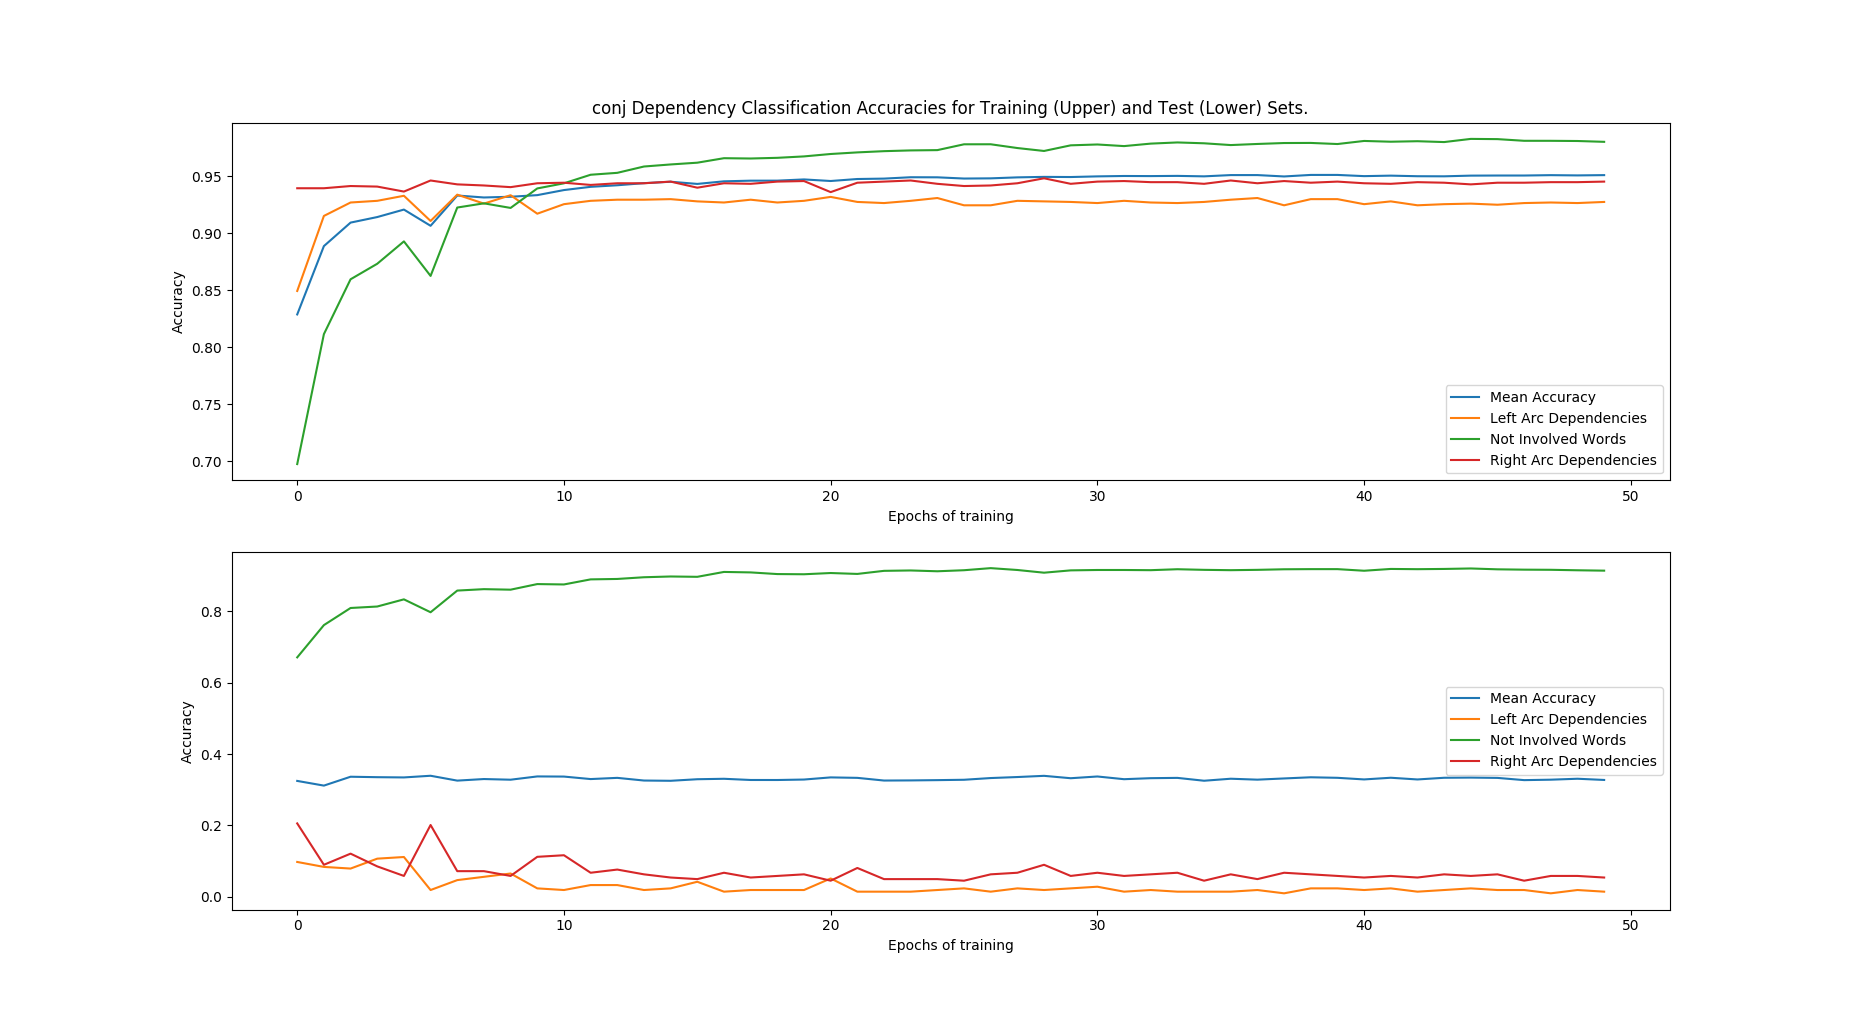 conj Dependency Classification Accuracies for Training (Upper) and Test (Lower) Sets.
Accuracy
0.95
0.90
0.85
0.80
0.75
0.70
Mean Accuracy
Left Arc Dependencies
Not Involved Words
Right Arc Dependencies
0 10 20 30 40 50
Epochs of training
Accuracy
0.8
0.6
0.4
0.2
0.0
Mean Accuracy
Left Arc Dependencies
Not Involved Words
Right Arc Dependencies
0 10 20 30 40 50
Epochs of training